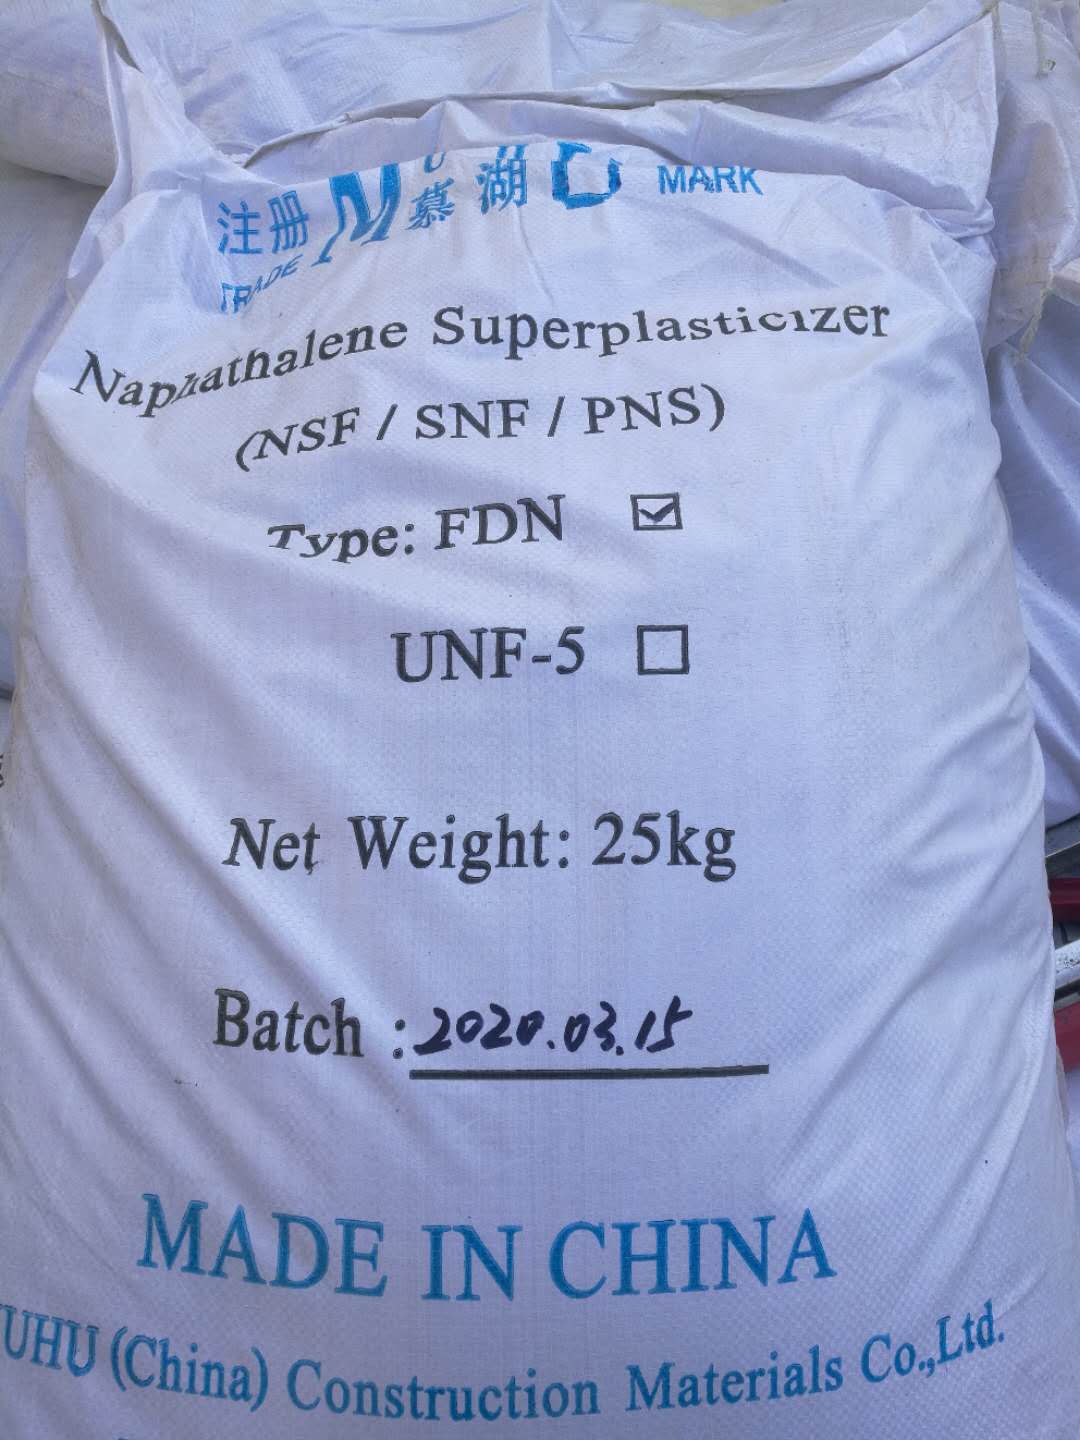 注册 慕湖 MARK
TRADE
Naphathalene Superplasticizer
(NSF / SNF / PNS)
Type: FDN ☑
UNF-5 ☐
Net Weight: 25kg
Batch : 2020.03.15
MADE IN CHINA
UHU (China) Construction Materials Co.,Ltd.